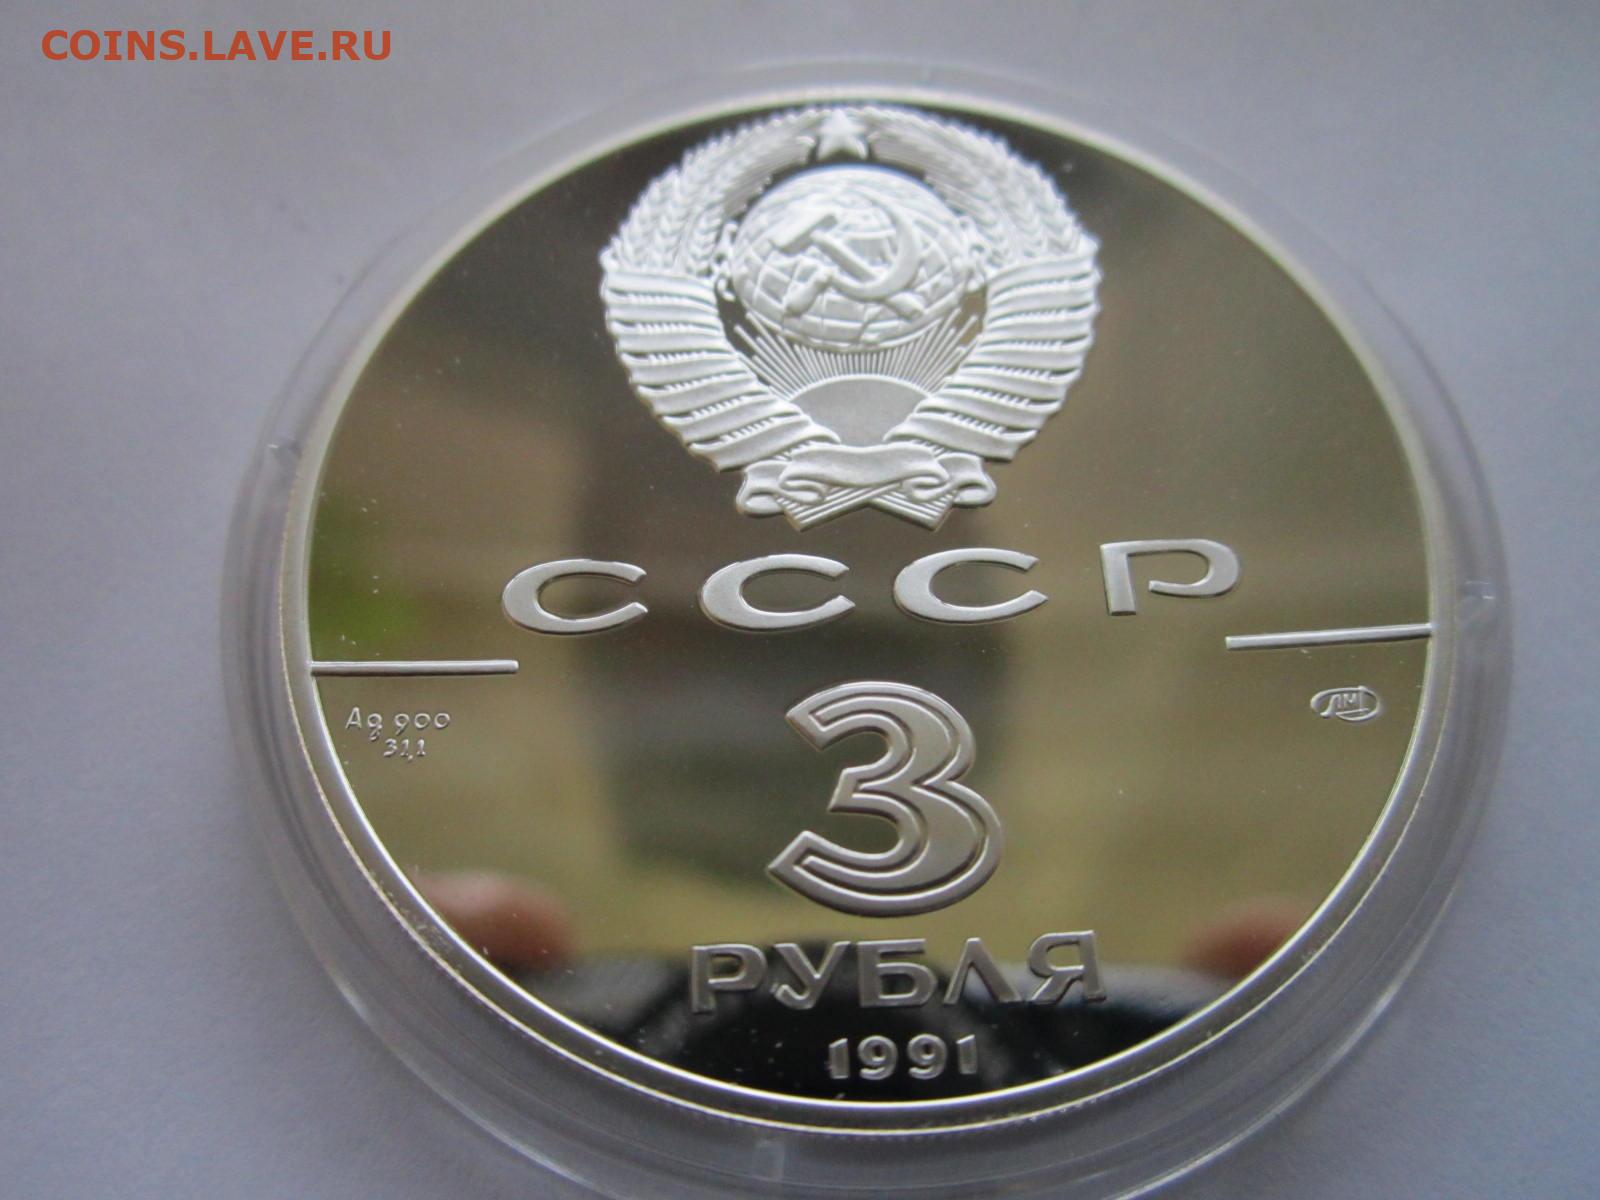 COINS.LAVE.RU
СССР
Ag 900
31,1
ЛМД
3
РУБЛЯ
1991